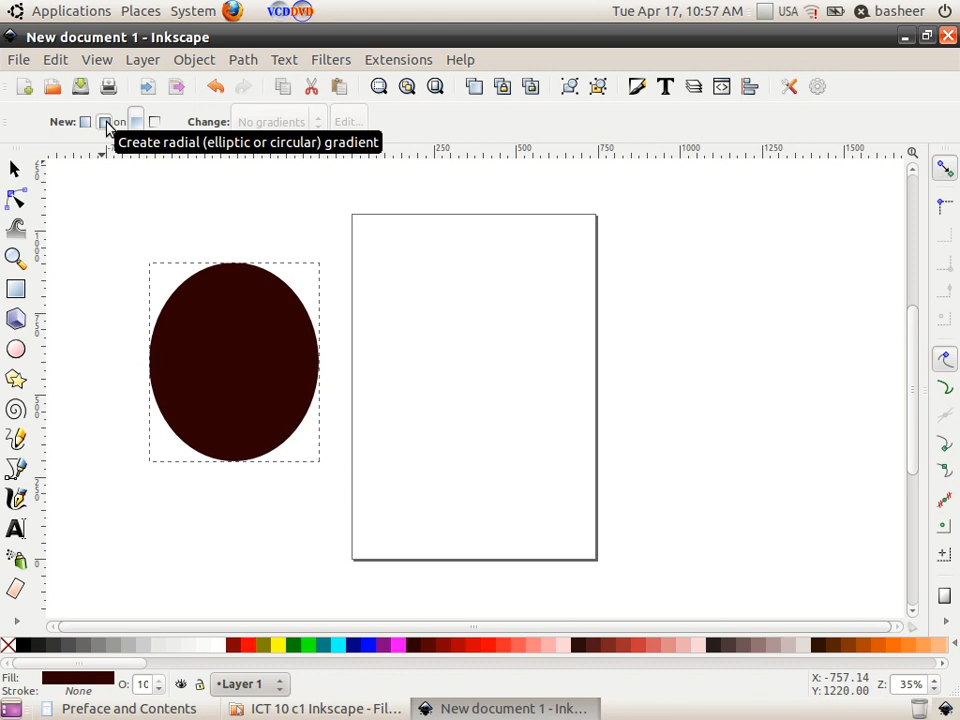 Applications Places System VCDDVD Tue Apr 17, 10:57 AM USA basheer
New document 1 - Inkscape
File Edit View Layer Object Path Text Filters Extensions Help
New: on Change: No gradients Edit...
Create radial (elliptic or circular) gradient
250 500 750 1000 1250 1500
Fill: O: 10 Layer 1 X: -757.14 Z: 35%
Stroke: None Y: 1220.00
Preface and Contents ICT 10 c1 Inkscape - Fil... New document 1 - Ink...